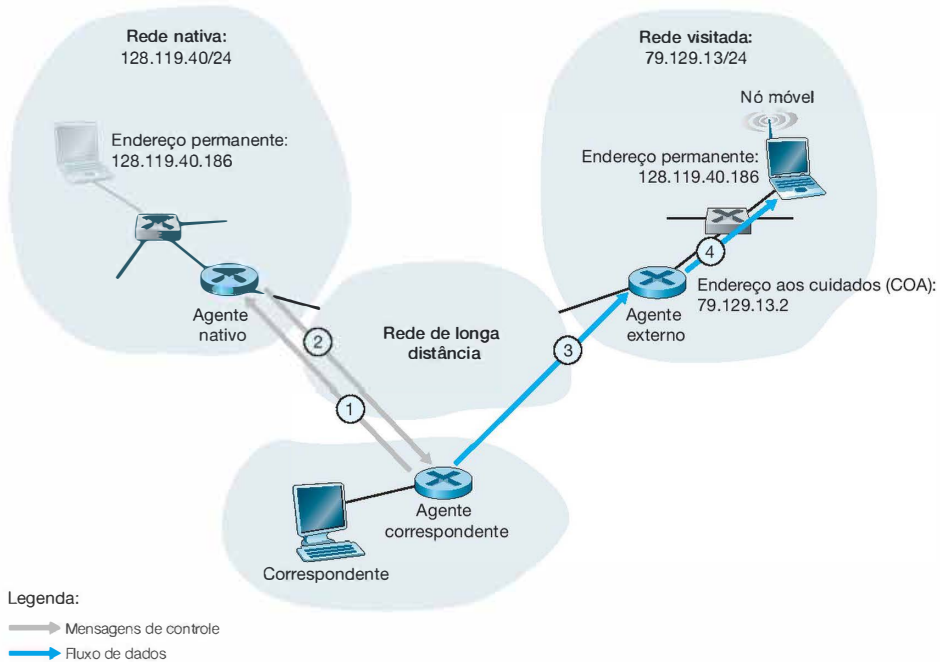 Rede nativa:
128.119.40/24
Endereço permanente:
128.119.40.186
Agente
nativo
Rede visitada:
79.129.13/24
Nó móvel
Endereço permanente:
128.119.40.186
4
Endereço aos cuidados (COA):
79.129.13.2
Agente
externo
Rede de longa
distância
2
3
1
Agente
correspondente
Correspondente
Legenda:
Mensagens de controle
Fluxo de dados